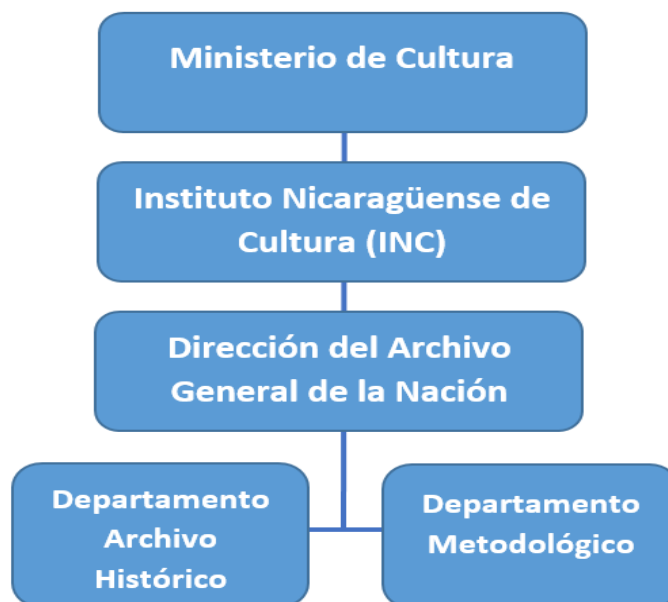 Ministerio de Cultura
Instituto Nicaragüense de
Cultura (INC)
Dirección del Archivo
General de la Nación
Departamento
Archivo
Histórico
Departamento
Metodológico